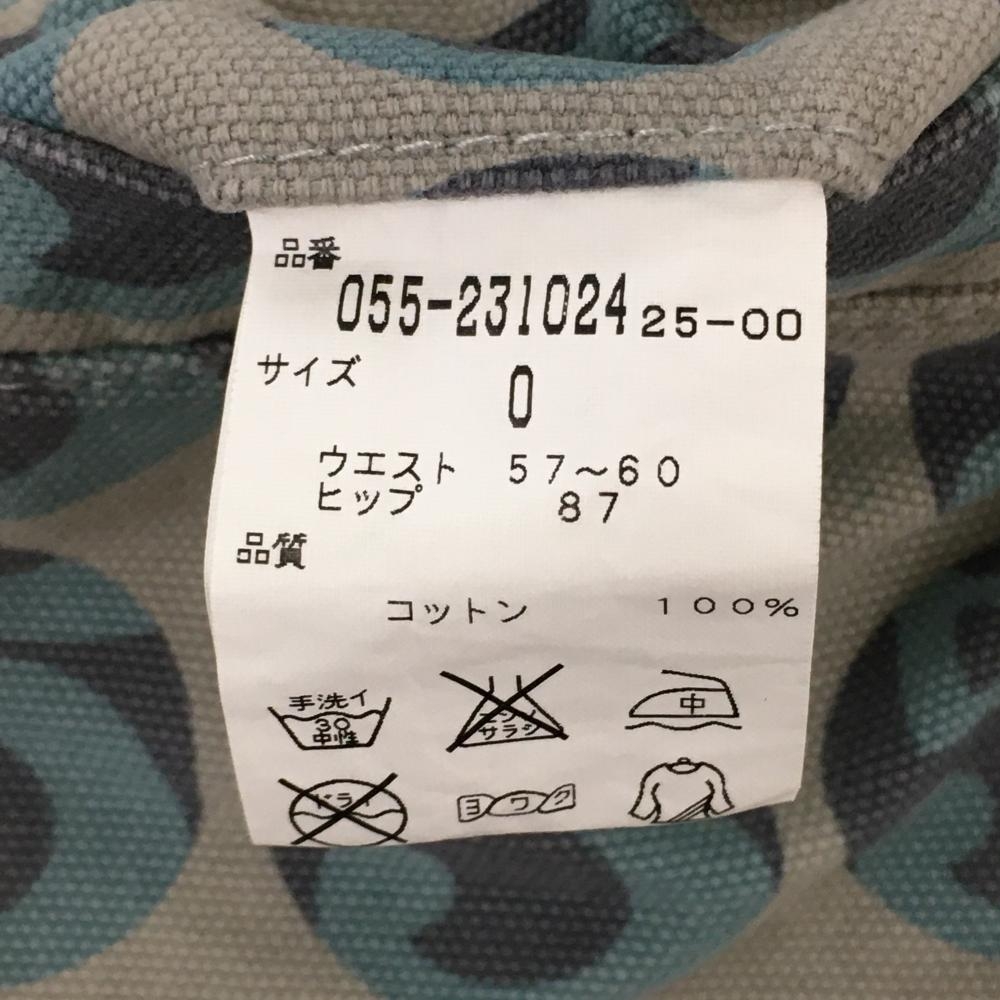 品番
055-231024 25-00
サイズ
0
ウエスト 57~60
ヒップ 87
品質
コットン 100%
手洗イ
30
中性
エンソ
サラシ
中
ドライ
ヨワク